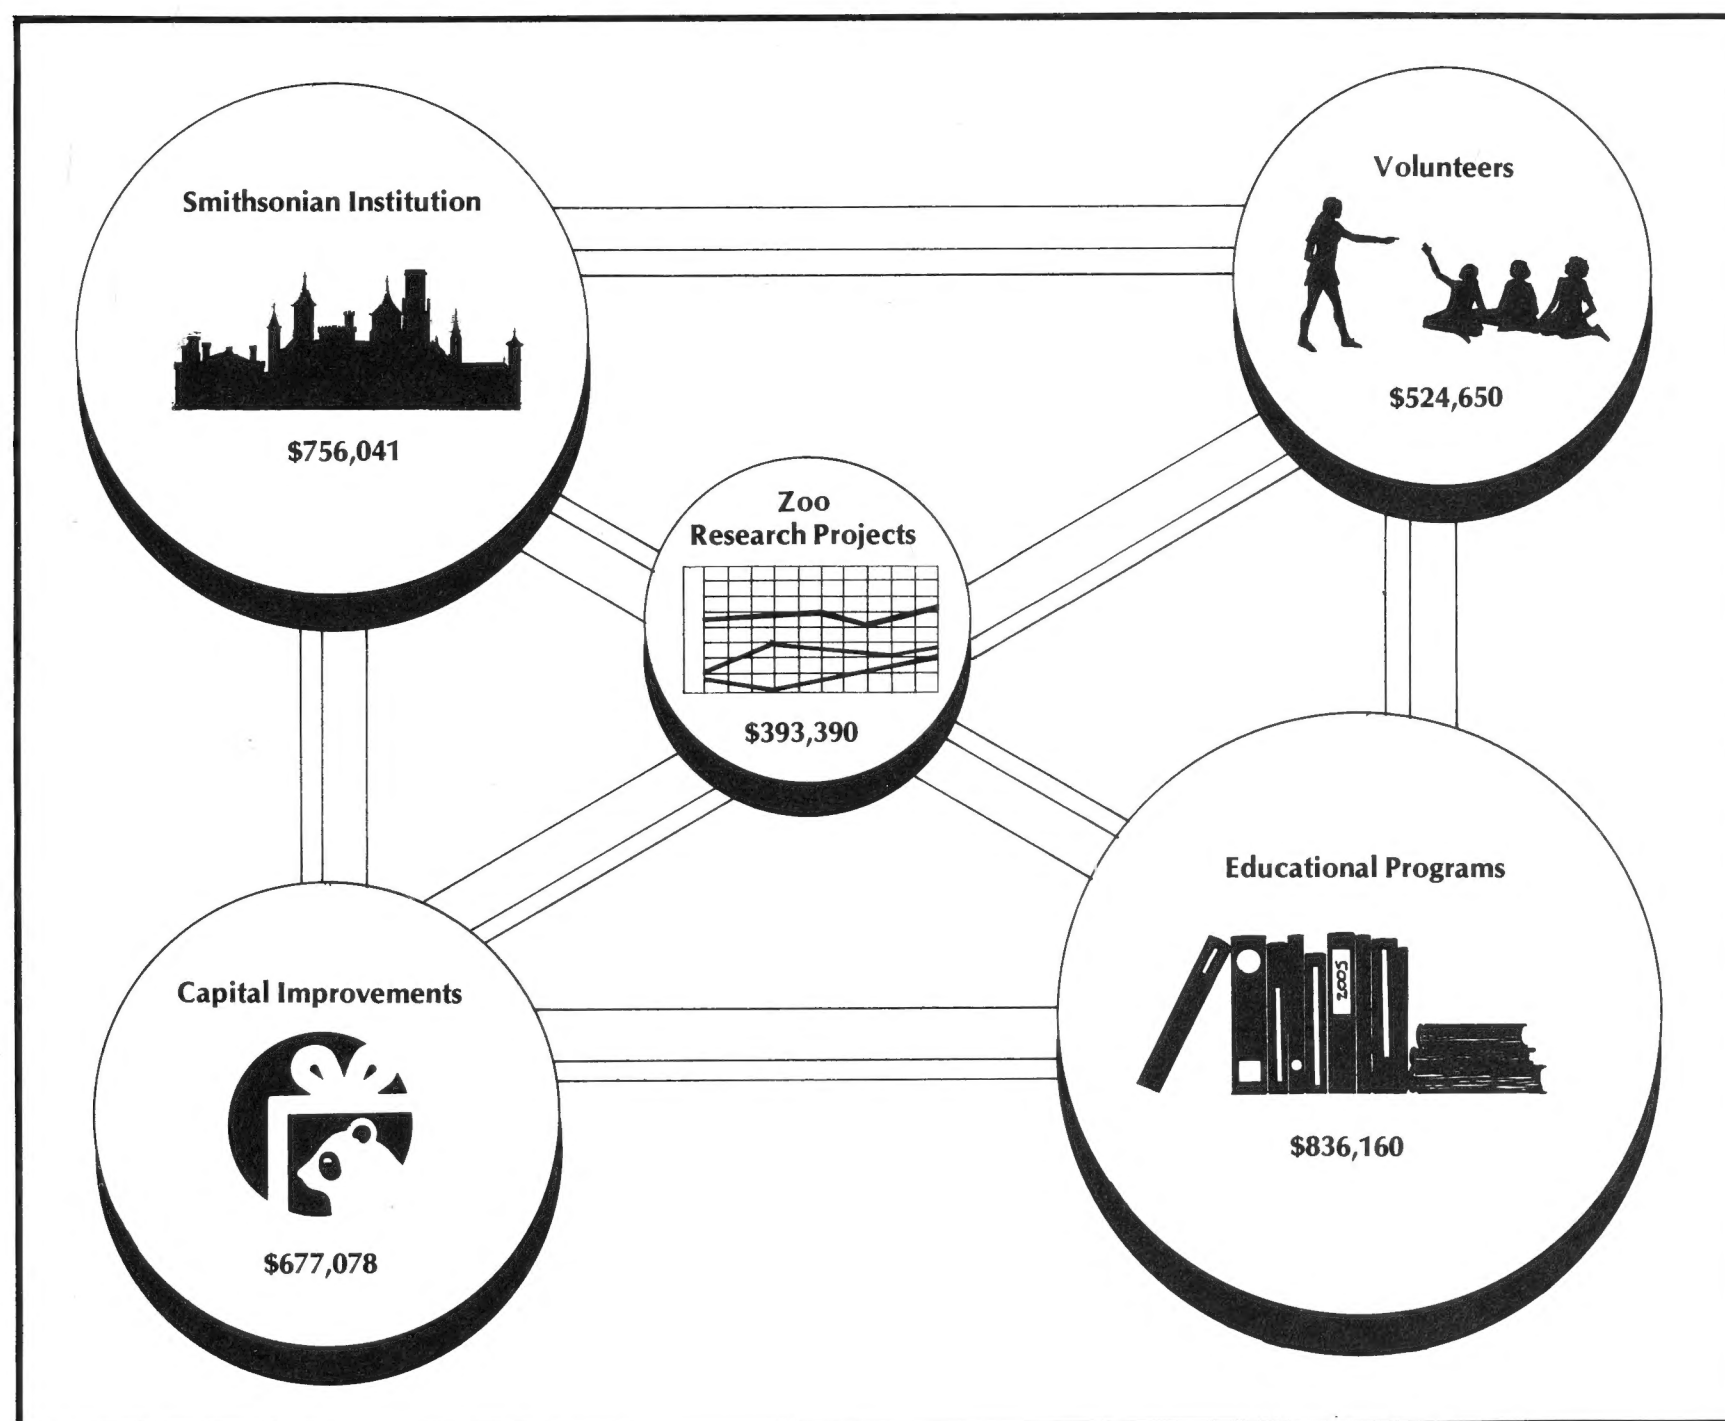 Smithsonian Institution
$756,041
Volunteers
$524,650
Zoo
Research Projects
$393,390
Capital Improvements
$677,078
Educational Programs
ZOOS
$836,160